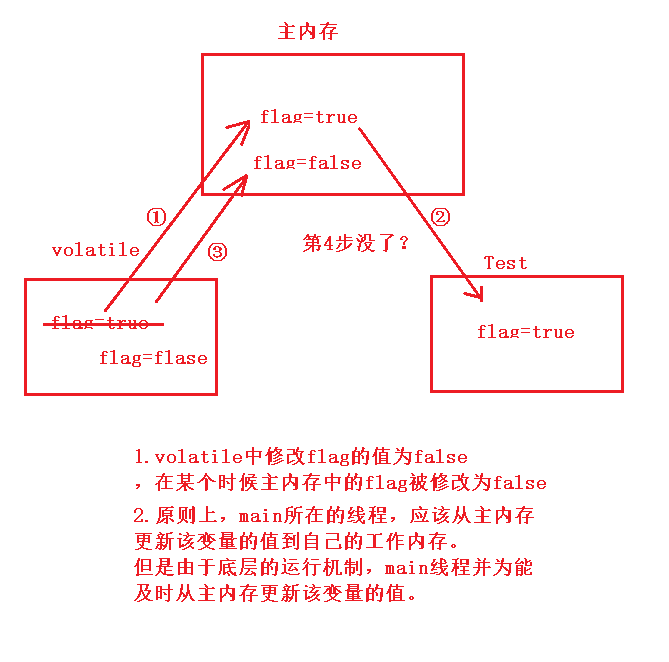 主内存
flag=true
flag=false
①
②
volatile
③
第4步没了?
Test
flag=true
flag=true
flag=flase
1.volatile中修改flag的值为false
，在某个时候主内存中的flag被修改为false
2.原则上，main所在的线程，应该从主内存
更新该变量的值到自己的工作内存。
但是由于底层的运行机制，main线程并为能
及时从主内存更新该变量的值。